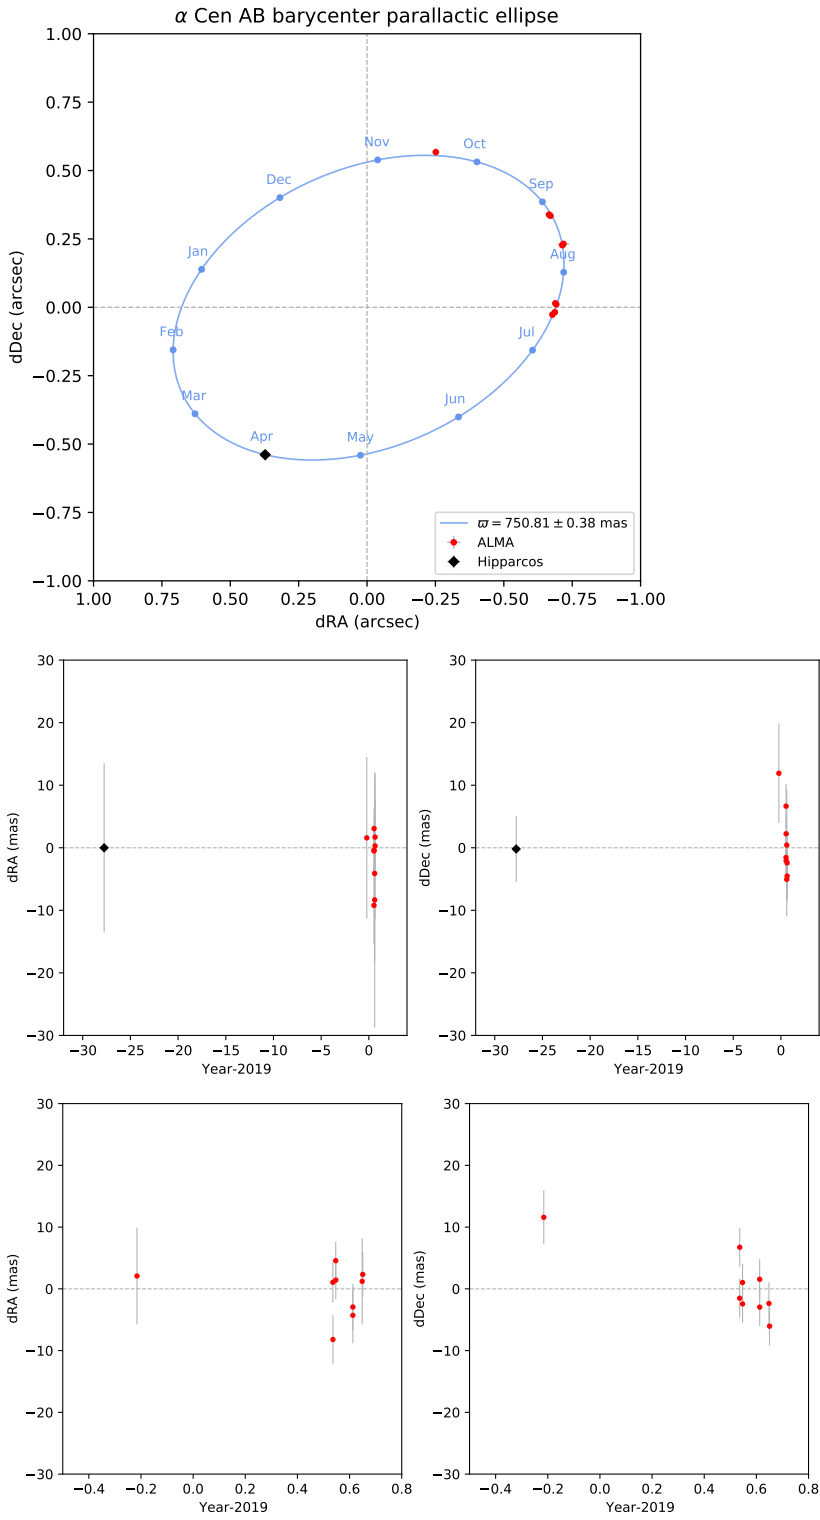 α Cen AB barycenter parallactic ellipse
1.00
0.75
0.50
0.25
0.00
−0.25
−0.50
−0.75
−1.00
dDec (arcsec)
Nov
Oct
Dec
Sep
Jan
Aug
Feb
Jul
Mar
Jun
Apr
May
ϖ = 750.81 ± 0.38 mas
ALMA
Hipparcos
1.00 0.75 0.50 0.25 0.00 −0.25 −0.50 −0.75 −1.00
dRA (arcsec)
30
20
10
0
−10
−20
−30
dRA (mas)
−30 −25 −20 −15 −10 −5 0
Year-2019
30
20
10
0
−10
−20
−30
dDec (mas)
−30 −25 −20 −15 −10 −5 0
Year-2019
30
20
10
0
−10
−20
−30
dRA (mas)
−0.4 −0.2 0.0 0.2 0.4 0.6 0.8
Year-2019
30
20
10
0
−10
−20
−30
dDec (mas)
−0.4 −0.2 0.0 0.2 0.4 0.6 0.8
Year-2019